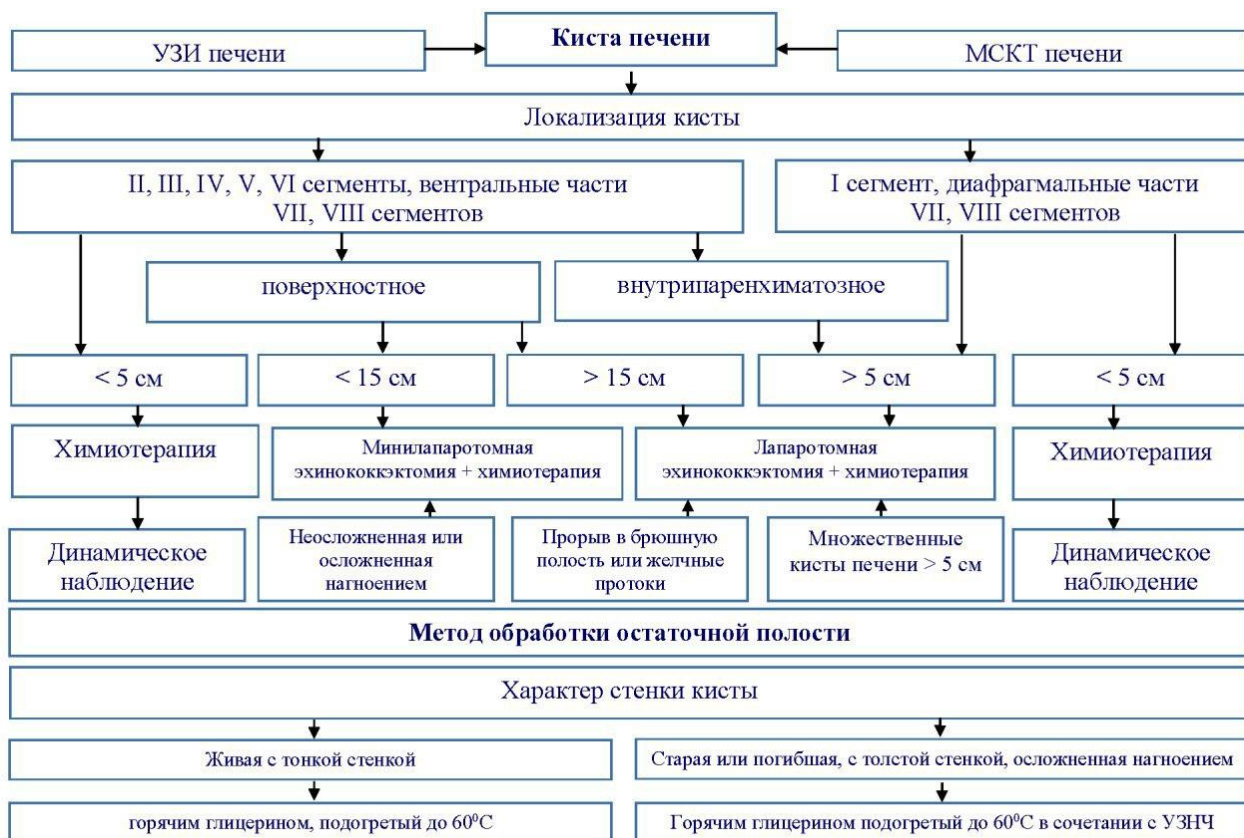 УЗИ печени
Киста печени
МСКТ печени
Локализация кисты
II, III, IV, V, VI сегменты, вентральные части
VII, VIII сегментов
I сегмент, диафрагмальные части
VII, VIII сегментов
поверхностное
внутрипаренхиматозное
< 5 см
< 15 см
> 15 см
> 5 см
< 5 см
Химиотерапия
Минилапаротомная
эхинококкэктомия + химиотерапия
Лапаротомная
эхинококкэктомия + химиотерапия
Химиотерапия
Динамическое
наблюдение
Неосложненная или
осложненная
нагноением
Прорыв в брюшную
полость или желчные
протоки
Множественные
кисты печени > 5 см
Динамическое
наблюдение
Метод обработки остаточной полости
Характер стенки кисты
Живая с тонкой стенкой
Старая или погибшая, с толстой стенкой, осложненная нагноением
горячим глицерином, подогретый до 60⁰С
Горячим глицерином подогретый до 60⁰С в сочетании с УЗНЧ